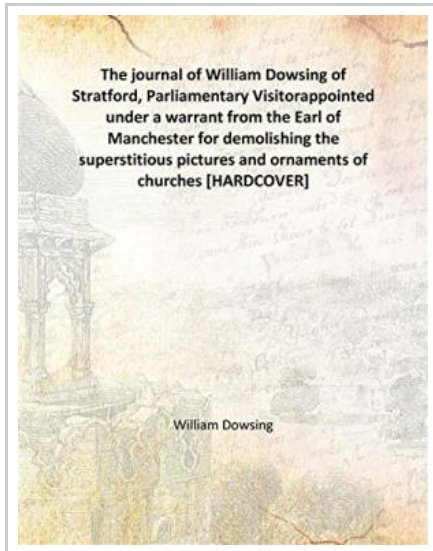 The journal of William Dowsing of
Stratford, Parliamentary Visitorappointed
under a warrant from the Earl of
Manchester for demolishing the
superstitious pictures and ornaments of
churches [HARDCOVER]
William Dowsing